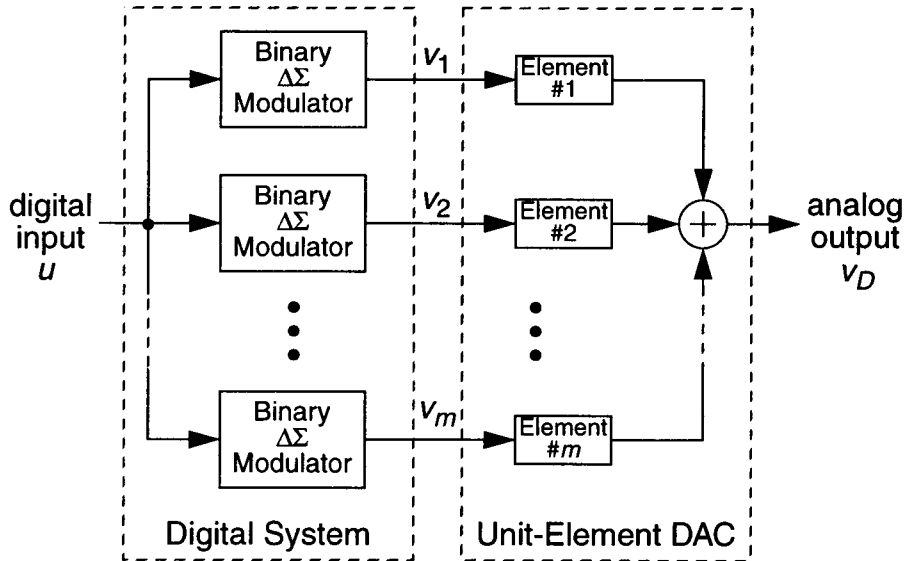 Binary
ΔΣ
Modulator
v1
Element
#1
digital
input
u
Binary
ΔΣ
Modulator
v2
Element
#2
+
analog
output
vD
Binary
ΔΣ
Modulator
vm
Element
#m
Digital System
Unit-Element DAC